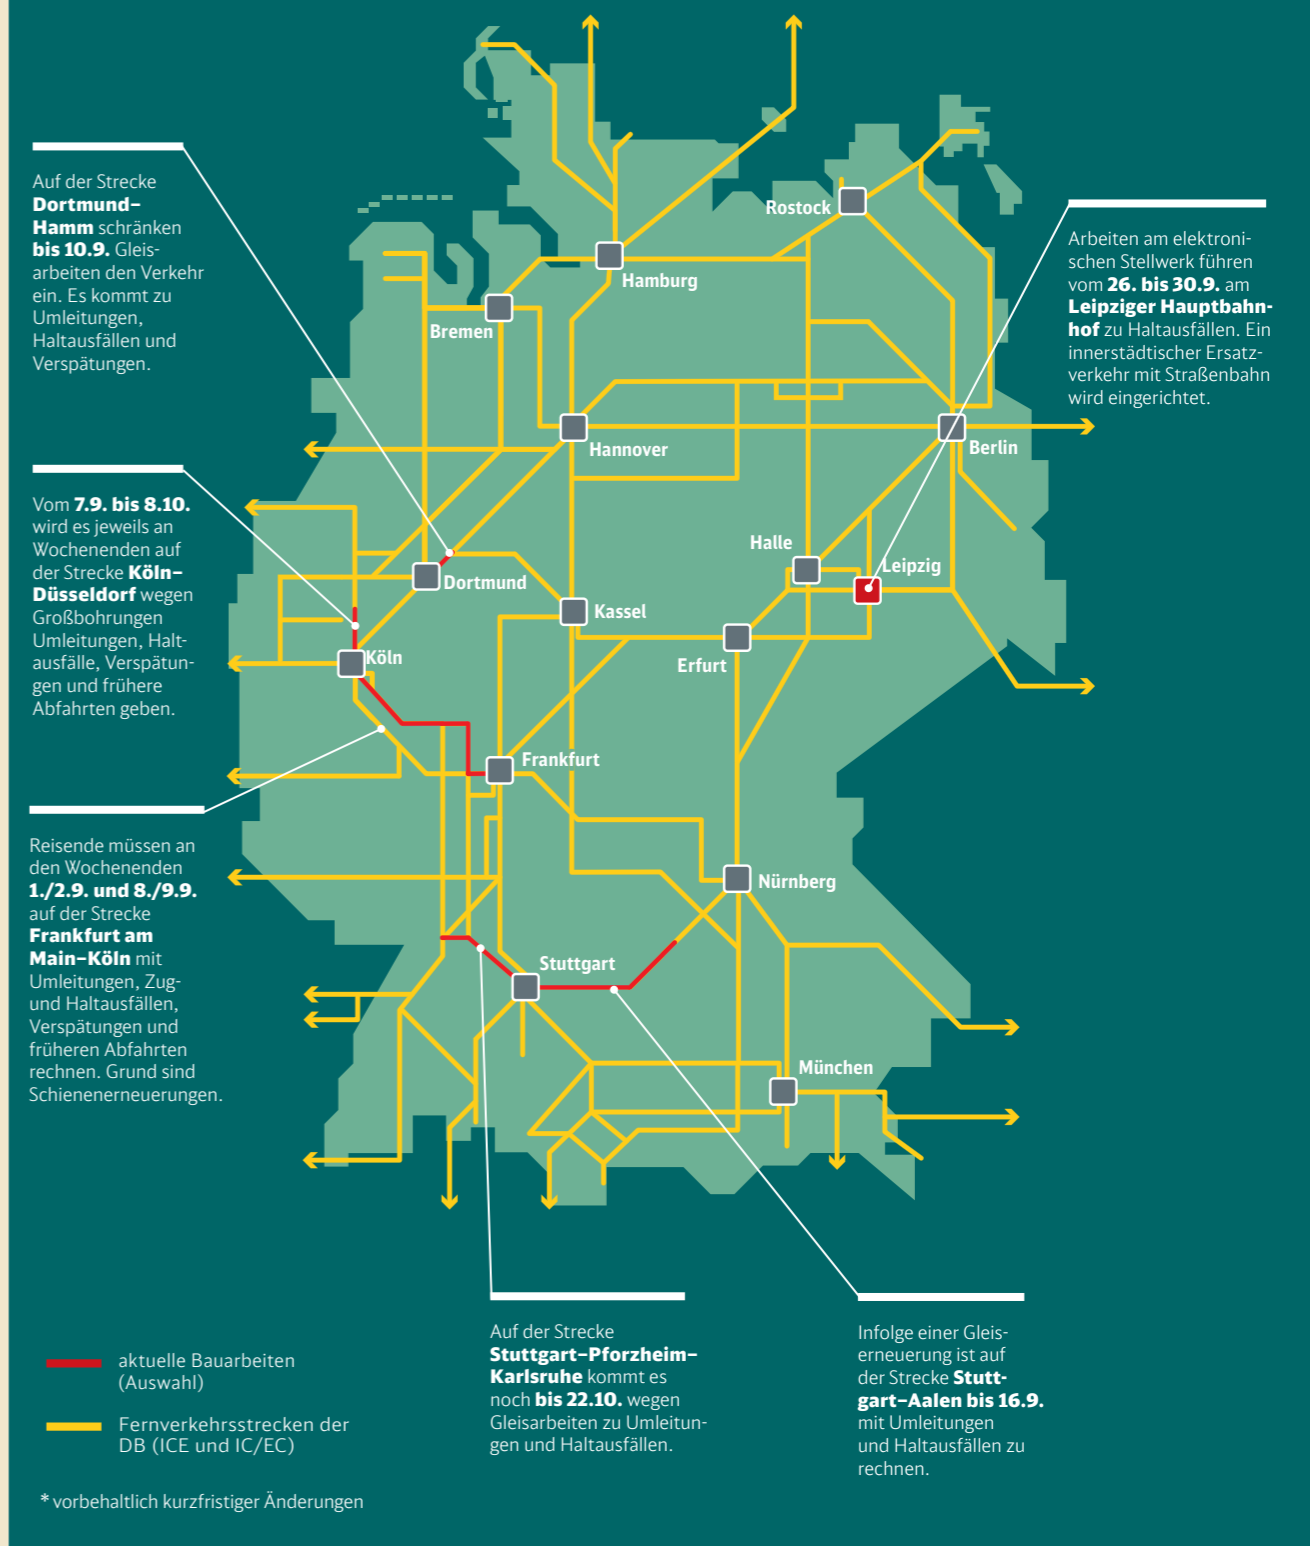 Auf der Strecke
Dortmund–
Hamm schränken
bis 10.9. Gleis-
arbeiten den Verkehr
ein. Es kommt zu
Umleitungen,
Haltausfällen und
Verspätungen.
Vom 7.9. bis 8.10.
wird es jeweils an
Wochenenden auf
der Strecke Köln–
Düsseldorf wegen
Großbohrungen
Umleitungen, Halt-
ausfälle, Verspätun-
gen und frühere
Abfahrten geben.
Reisende müssen an
den Wochenenden
1./2.9. und 8./9.9.
auf der Strecke
Frankfurt am
Main–Köln mit
Umleitungen, Zug-
und Haltausfällen,
Verspätungen und
früheren Abfahrten
rechnen. Grund sind
Schienenerneuerungen.
Rostock
Hamburg
Bremen
Hannover
Berlin
Halle
Leipzig
Dortmund
Kassel
Erfurt
Köln
Frankfurt
Nürnberg
Stuttgart
München
Arbeiten am elektroni-
schen Stellwerk führen
vom 26. bis 30.9. am
Leipziger Hauptbahn-
hof zu Haltausfällen. Ein
innerstädtischer Ersatz-
verkehr mit Straßenbahn
wird eingerichtet.
Auf der Strecke
Stuttgart–Pforzheim–
Karlsruhe kommt es
noch bis 22.10. wegen
Gleisarbeiten zu Umleitun-
gen und Haltausfällen.
Infolge einer Gleis-
erneuerung ist auf
der Strecke Stutt-
gart–Aalen bis 16.9.
mit Umleitungen
und Haltausfällen zu
rechnen.
aktuelle Bauarbeiten
(Auswahl)
Fernverkehrsstrecken der
DB (ICE und IC/EC)
* vorbehaltlich kurzfristiger Änderungen